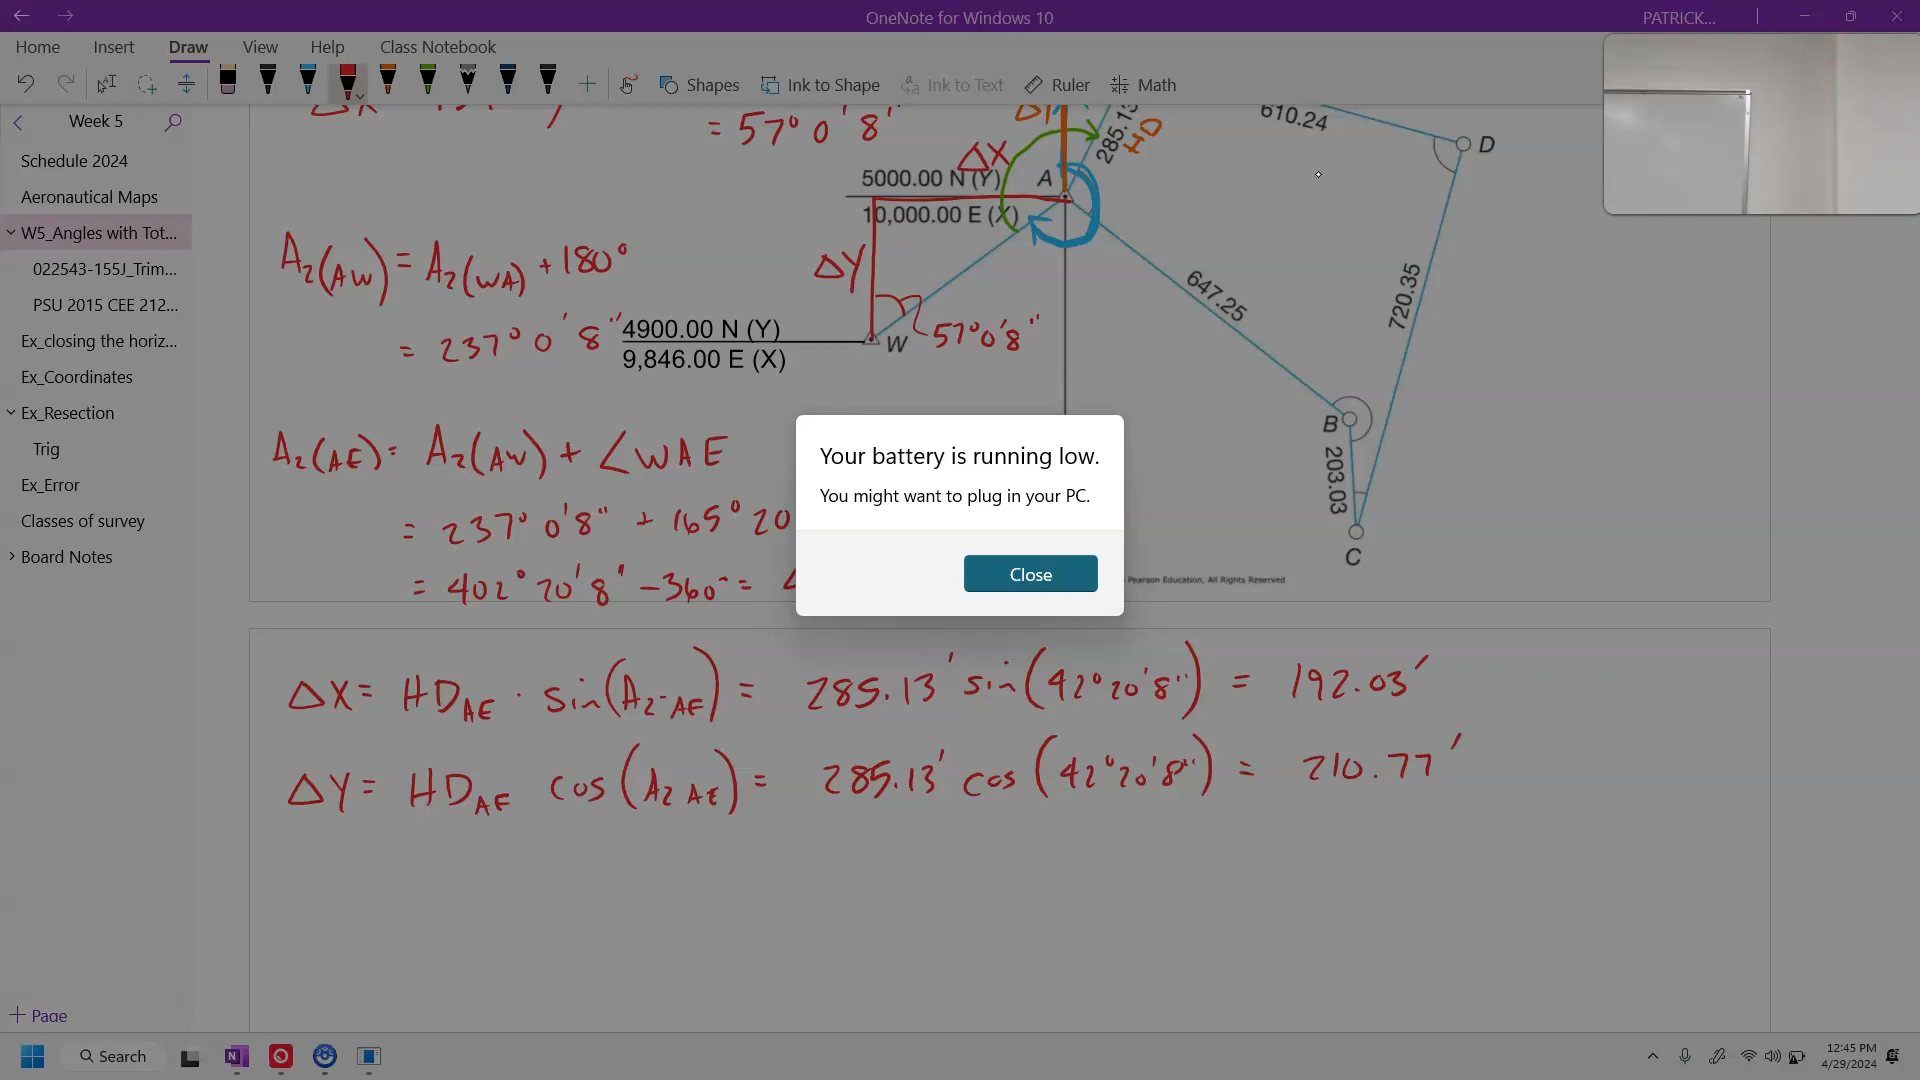 OneNote for Windows 10
PATRICK...
Home Insert Draw View Help Class Notebook
Shapes Ink to Shape Ink to Text Ruler Math
Week 5
Schedule 2024
Aeronautical Maps
W5_Angles with Tot...
022543-155J_Trim...
PSU 2015 CEE 212...
Ex_closing the horiz...
Ex_Coordinates
Ex_Resection
Trig
Ex_Error
Classes of survey
Board Notes
+ Page
= 57° 0' 8"
ΔX
5000.00 N (Y)
10,000.00 E (X)
A
285.13
HD
610.24
D
Az(AW) = Az(WA) + 180°
= 237° 0' 8"
ΔY
4900.00 N (Y)
9,846.00 E (X)
W
57°0'8"
647.25
720.35
B
203.03
C
Az(AE) = Az(AW) + ∠WAE
= 237° 0'8" + 165° 20
= 402° 20'8" - 360° =
Pearson Education, All Rights Reserved
Your battery is running low.
You might want to plug in your PC.
Close
ΔX = HD AE · sin(Az-AE) = 285.13' sin(42°20'8") = 192.03'
ΔY = HD AE cos(Az AE) = 285.13' cos(42°20'8") = 210.77'
Search
12:45 PM
4/29/2024